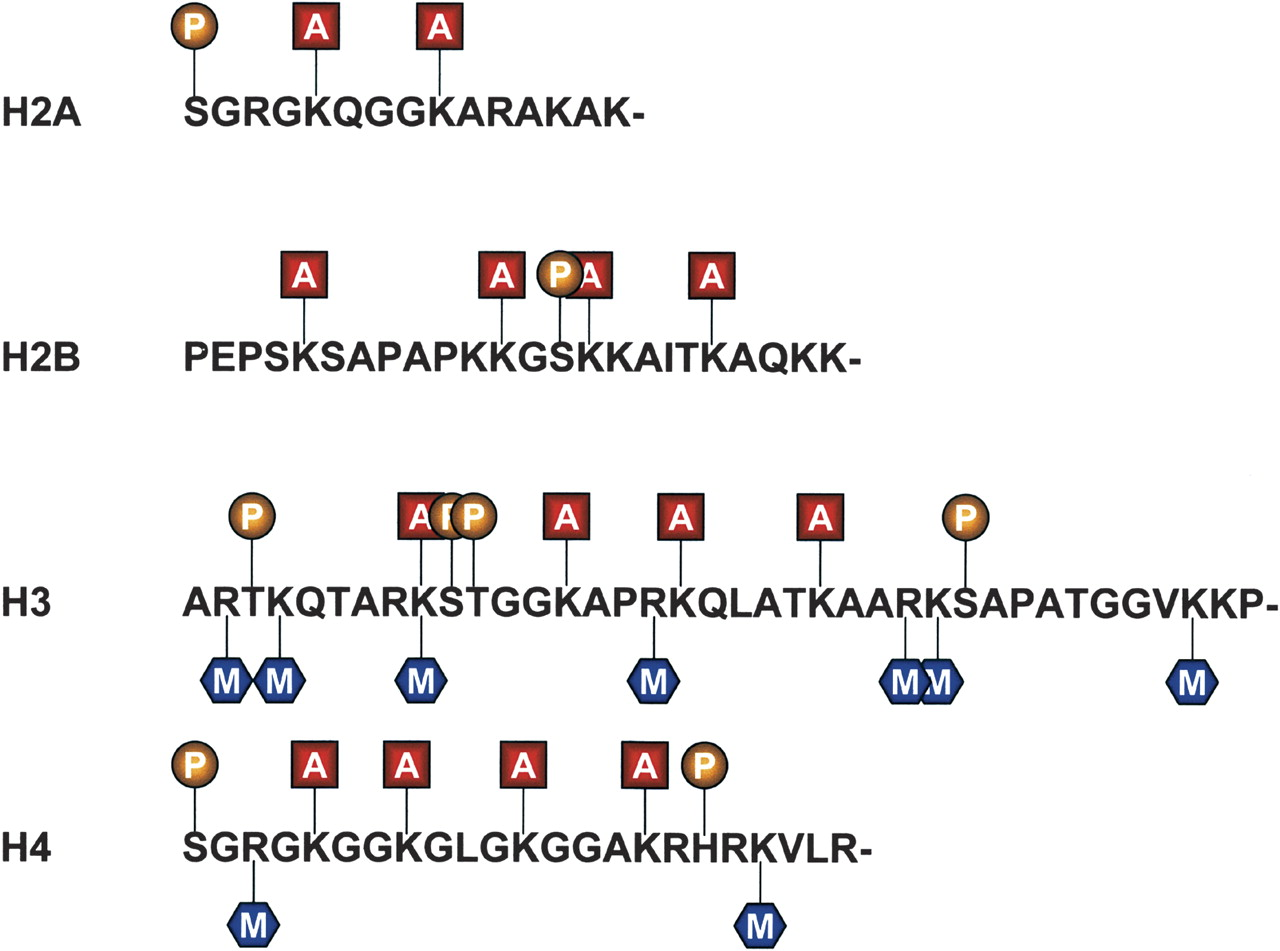 P A A
H2A SGRGKQGGKARAKAK-
A A P A A
H2B PEPSKSAPAPKKGSKKAITKAQKK-
P A P P A A A P
H3 ARTKQTARKSTGGKAPRKQLATKAARKSAPATGGVKKP-
M M M M M M M
P A A A A P
H4 SGRGKGGKGLGKGGAKRHRKVLR-
M M